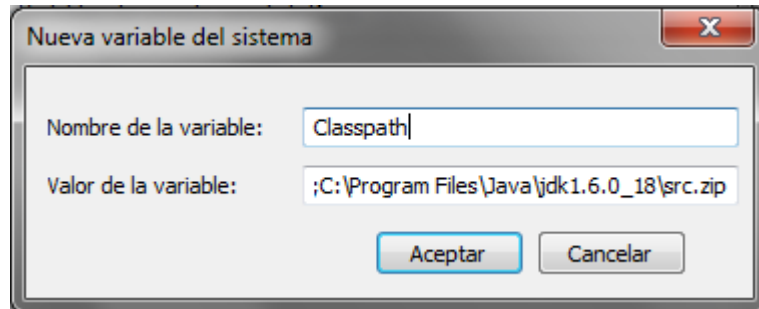 Nueva variable del sistema
Nombre de la variable: Classpath
Valor de la variable: ;C:\Program Files\Java\jdk1.6.0_18\src.zip
Aceptar Cancelar